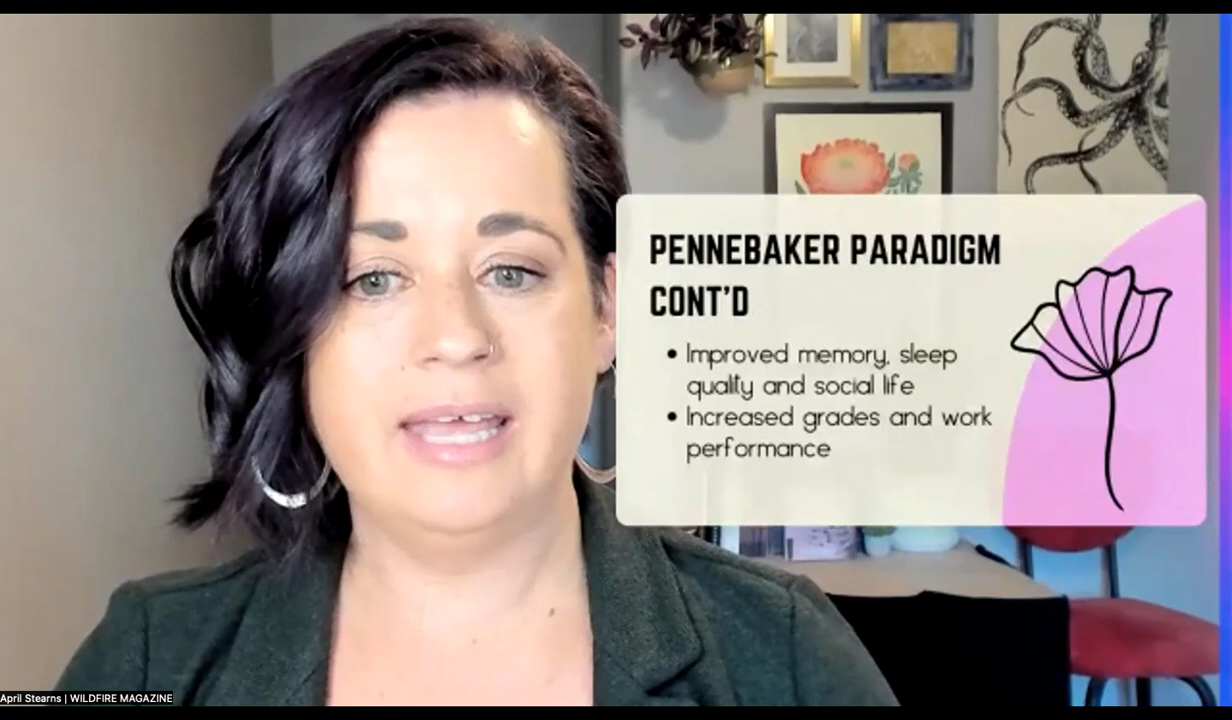 PENNEBAKER PARADIGM
CONT'D
• Improved memory, sleep
quality and social life
• Increased grades and work
performance
April Stearns | WILDFIRE MAGAZINE